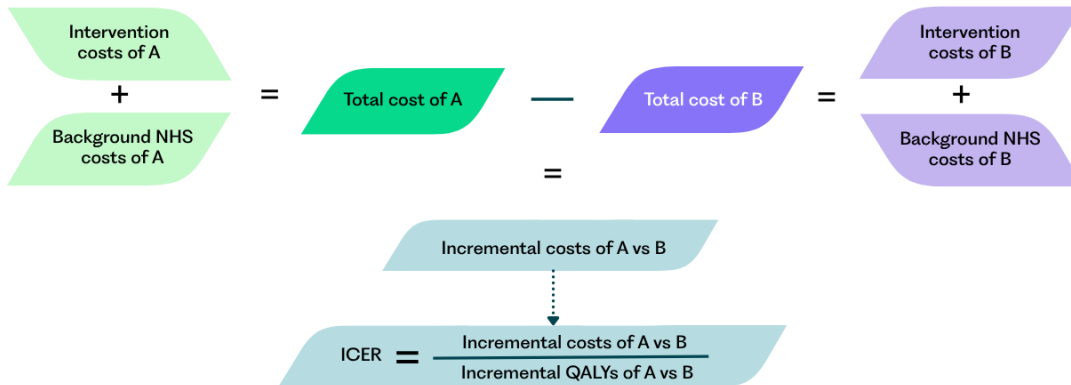 Intervention
costs of A
+
Background NHS
costs of A
=
Total cost of A
—
Total cost of B
=
Intervention
costs of B
+
Background NHS
costs of B
=
Incremental costs of A vs B
ICER = Incremental costs of A vs B
Incremental QALYs of A vs B